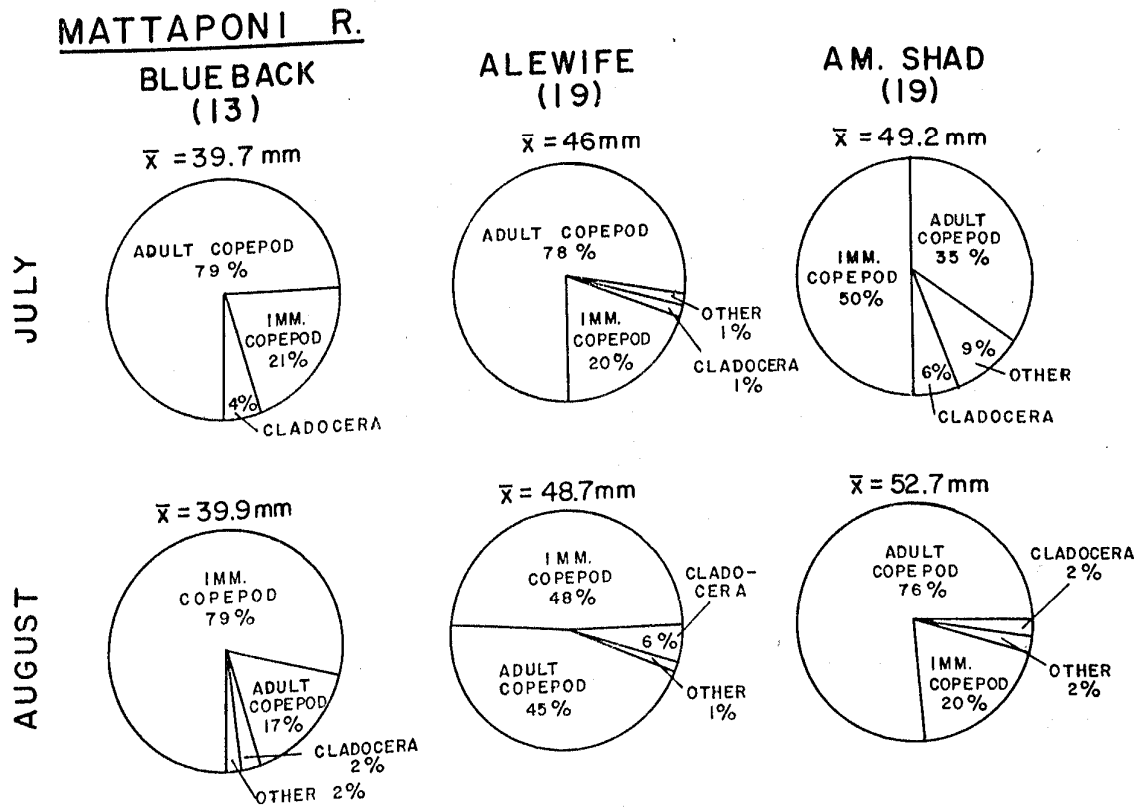 MATTAPONI R.
BLUEBACK
(13)
ALEWIFE
(19)
AM. SHAD
(19)
JULY
x̄ = 39.7 mm
ADULT COPEPOD
79%
IMM.
COPEPOD
21%
4%
CLADOCERA
x̄ = 46mm
ADULT COPEPOD
78%
OTHER
1%
IMM.
COPEPOD
20%
CLADOCERA
1%
x̄ = 49.2 mm
ADULT
COPEPOD
35%
IMM.
COPEPOD
50%
9%
OTHER
6%
CLADOCERA
AUGUST
x̄ = 39.9mm
IMM.
COPEPOD
79%
ADULT
COPEPOD
17%
CLADOCERA
2%
OTHER 2%
x̄ = 48.7mm
IMM.
COPEPOD
48%
CLADO-
CERA
6%
ADULT
COPEPOD
45%
OTHER
1%
x̄ = 52.7mm
ADULT
COPEPOD
76%
CLADOCERA
2%
OTHER
2%
IMM.
COPEPOD
20%